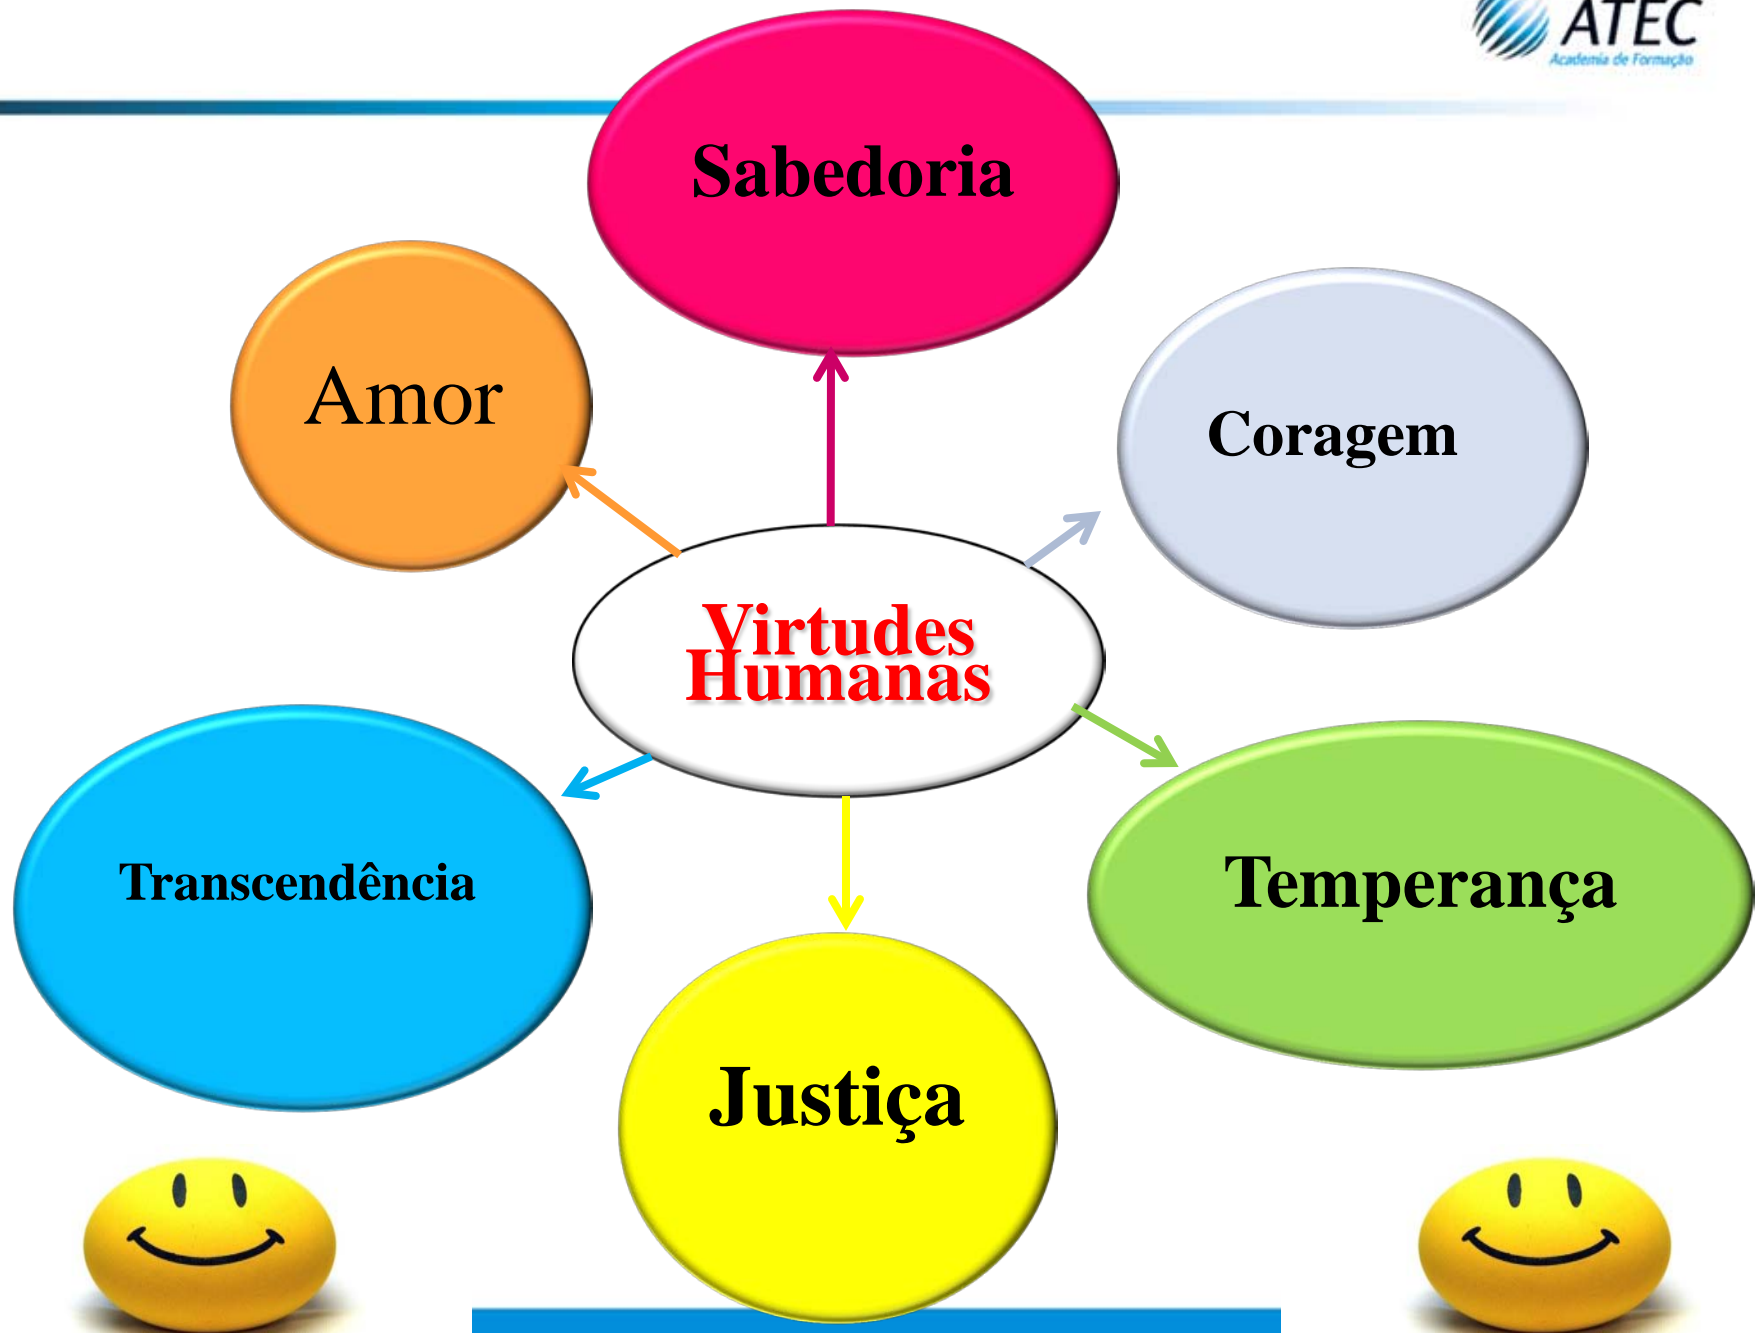 ATEC
Academia de Formação
Sabedoria
Amor
Coragem
Virtudes
Humanas
Transcendência
Temperança
Justiça